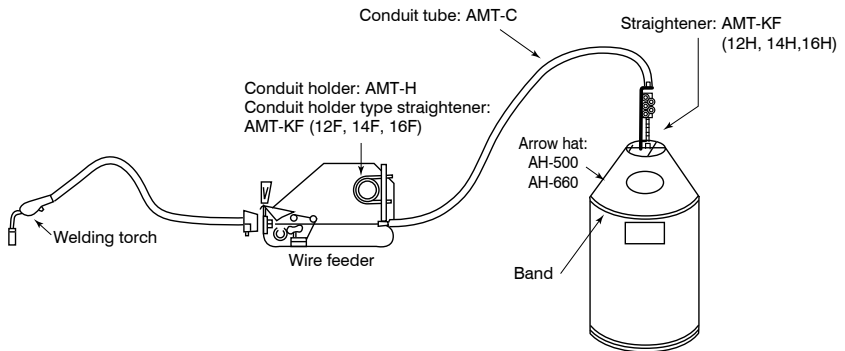 Conduit tube: AMT-C
Straightener: AMT-KF
(12H, 14H,16H)
Conduit holder: AMT-H
Conduit holder type straightener:
AMT-KF (12F, 14F, 16F)
Arrow hat:
AH-500
AH-660
Welding torch
Wire feeder
Band